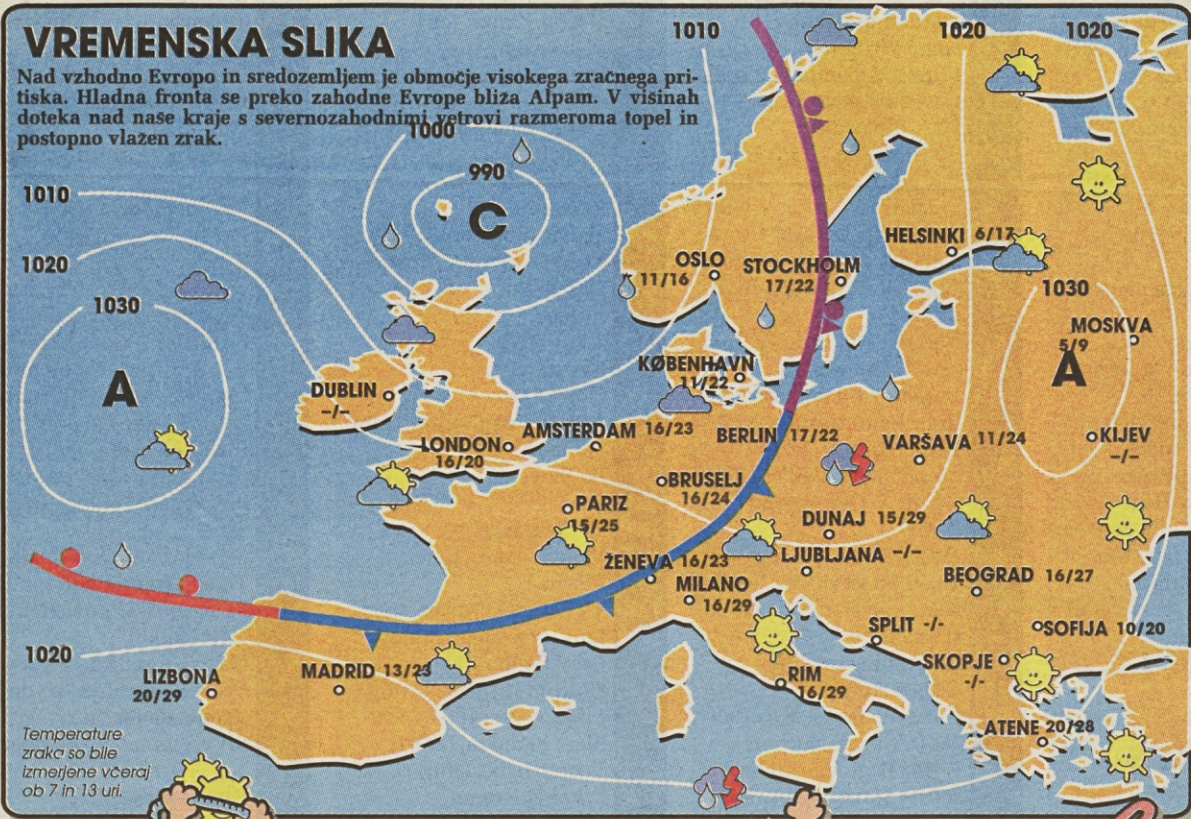 VREMENSKA SLIKA
Nad vzhodno Evropo in sredozemljem je območje visokega zračnega pri-
tiska. Hladna fronta se preko zahodne Evrope bliža Alpam. V višinah
doteka nad naše kraje s severnozahodnimi vetrovi razmeroma topel in
postopno vlažen zrak.
1010
1020
1020
1000
990
C
1010
1020
1030
A
HELSINKI 6/17
OSLO
11/16
STOCKHOLM
17/22
1030
MOSKVA
5/9
A
KØBENHAVN
11/22
DUBLIN
-/-
LONDON
16/20
AMSTERDAM 16/23
BERLIN 17/22
VARŠAVA 11/24
KIJEV
-/-
BRUSELJ
16/24
PARIZ
15/25
DUNAJ 15/29
LJUBLJANA -/-
ŽENEVA 16/23
MILANO
16/29
BEOGRAD 16/27
SPLIT -/-
SOFIJA 10/20
1020
LIZBONA
20/29
MADRID 13/23
SKOPJE
-/-
RIM
16/29
ATENE 20/28
Temperature
zraka so bile
izmerjene včeraj
ob 7 in 13 uri.